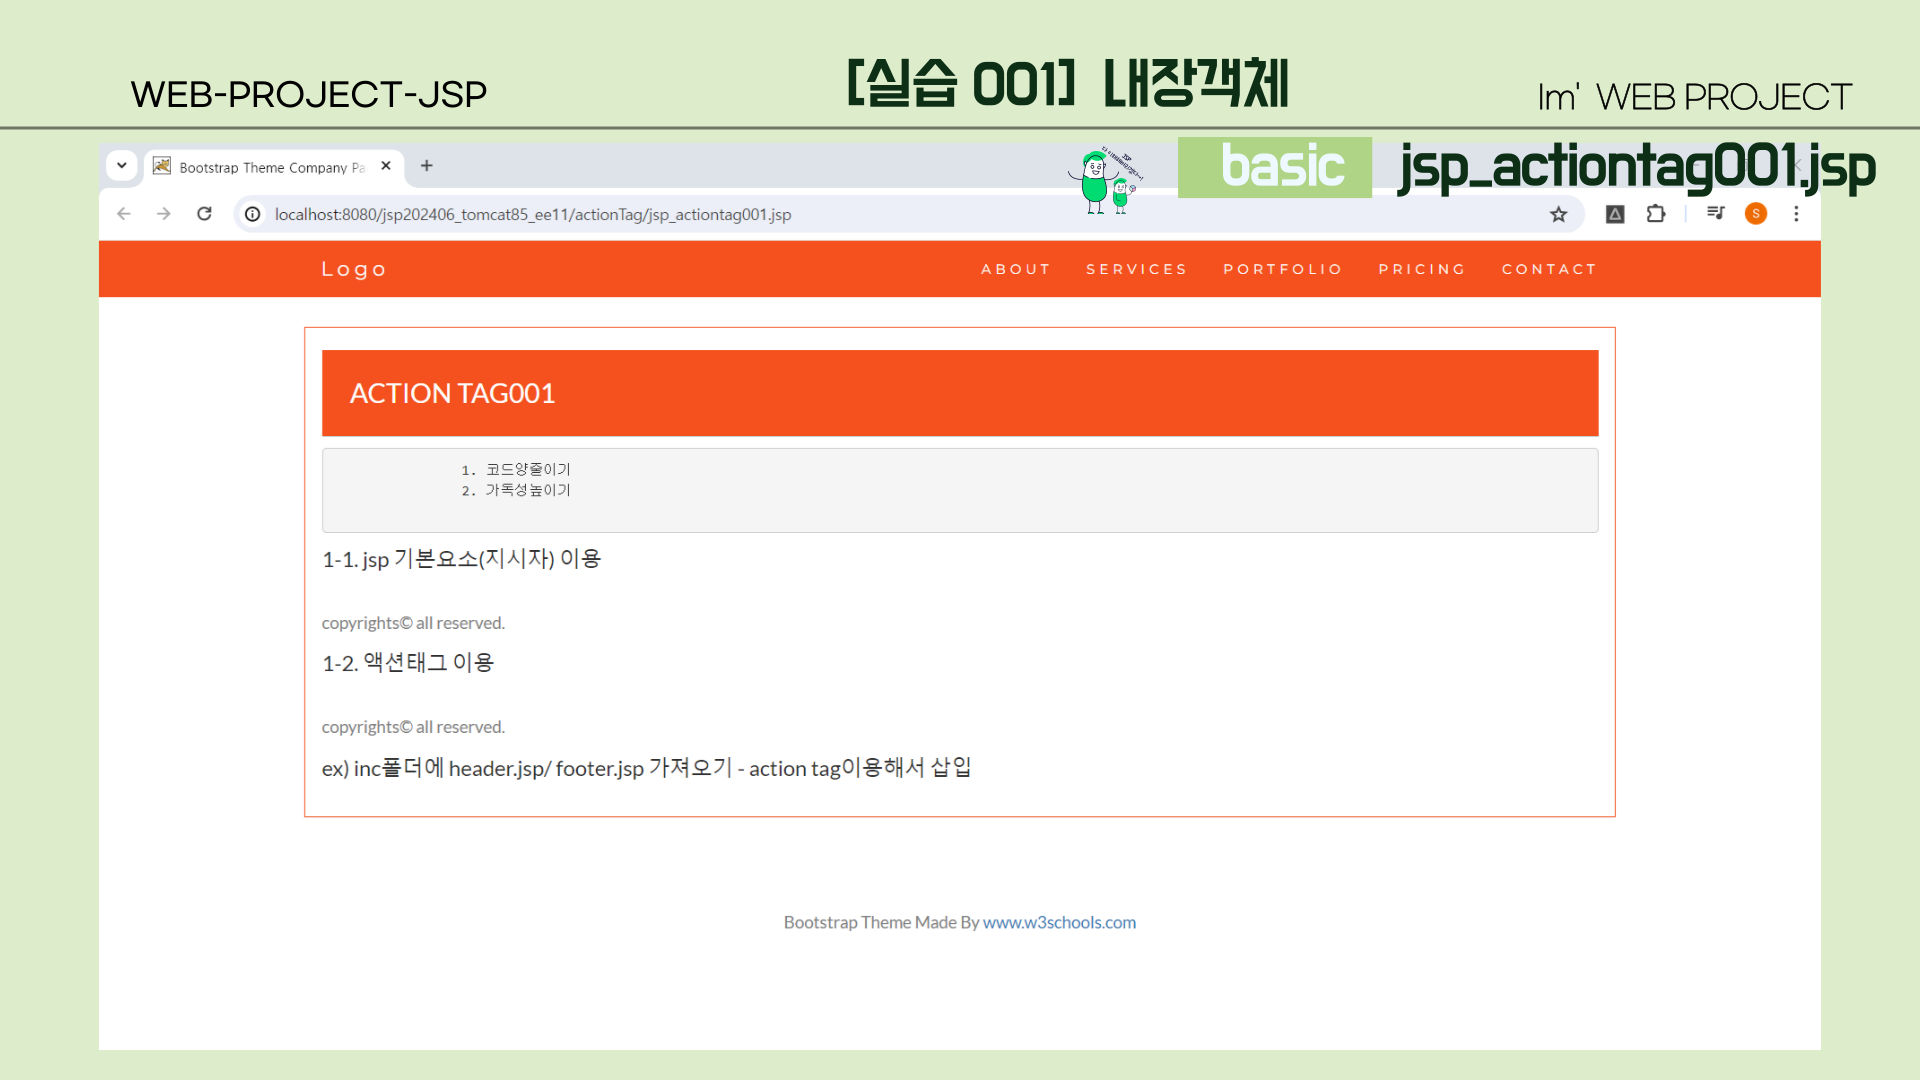 WEB-PROJECT-JSP
[실습 001] 내장객체
Im' WEB PROJECT
basic
jsp_actiontag001.jsp
Bootstrap Theme Company Pa
localhost:8080/jsp202406_tomcat85_ee11/actionTag/jsp_actiontag001.jsp
S
Logo
ABOUT SERVICES PORTFOLIO PRICING CONTACT
ACTION TAG001
1. 코드양줄이기
2. 가독성높이기
1-1. jsp 기본요소(지시자) 이용
copyrights© all reserved.
1-2. 액션태그 이용
copyrights© all reserved.
ex) inc폴더에 header.jsp/ footer.jsp 가져오기 - action tag이용해서 삽입
Bootstrap Theme Made By www.w3schools.com